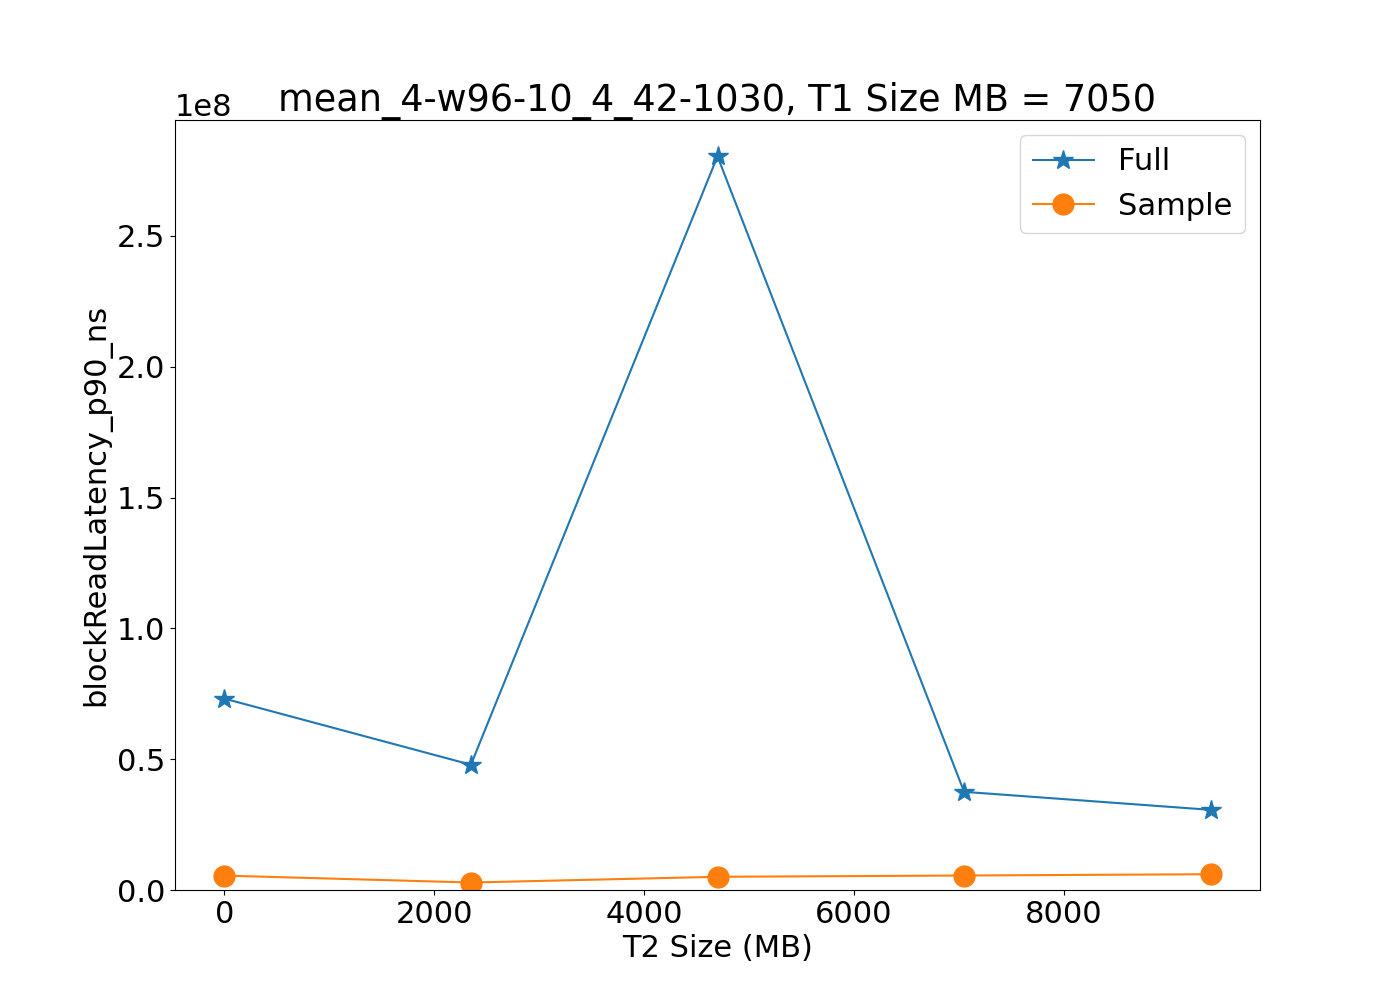 mean_4-w96-10_4_42-1030, T1 Size MB = 7050
1e8
Full
Sample
2.5
2.0
1.5
1.0
0.5
0.0
blockReadLatency_p90_ns
0
2000
4000
6000
8000
T2 Size (MB)